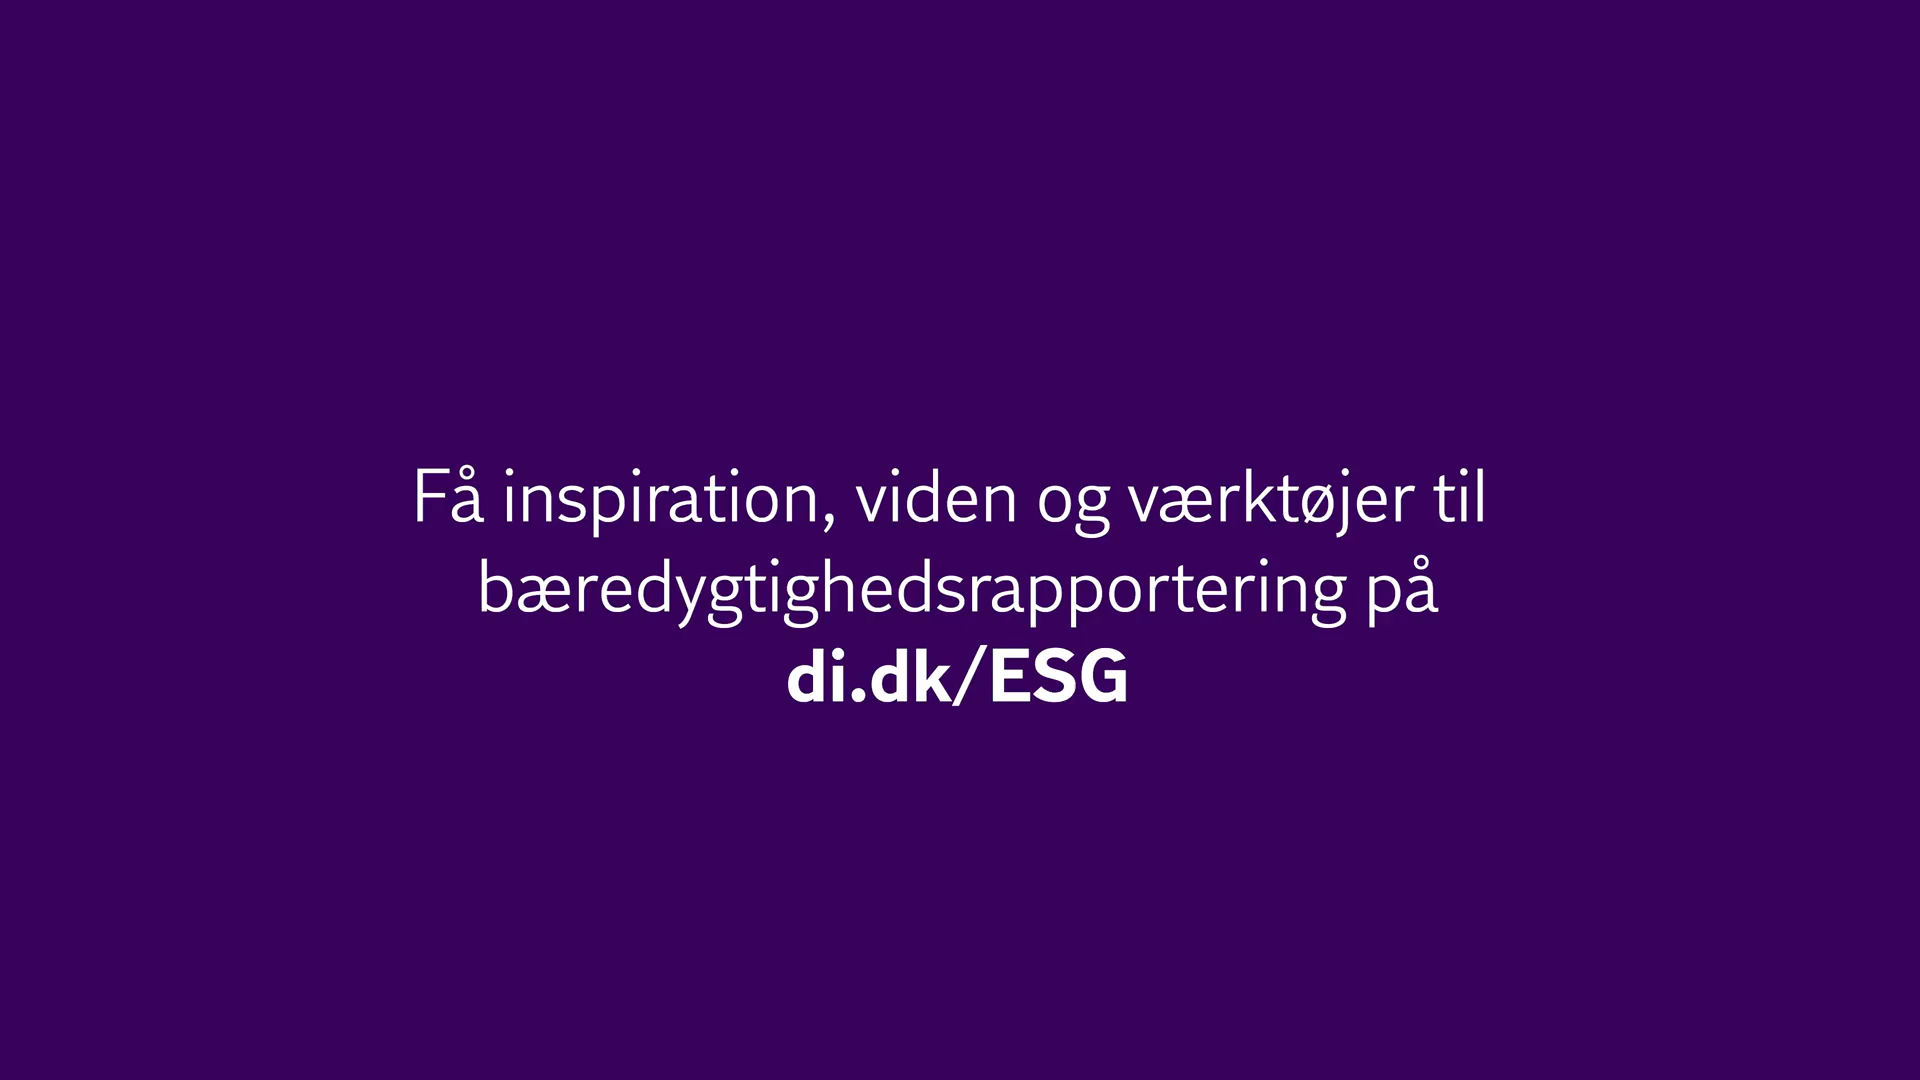 Få inspiration, viden og værktøjer til
bæredygtighedsrapportering på
di.dk/ESG